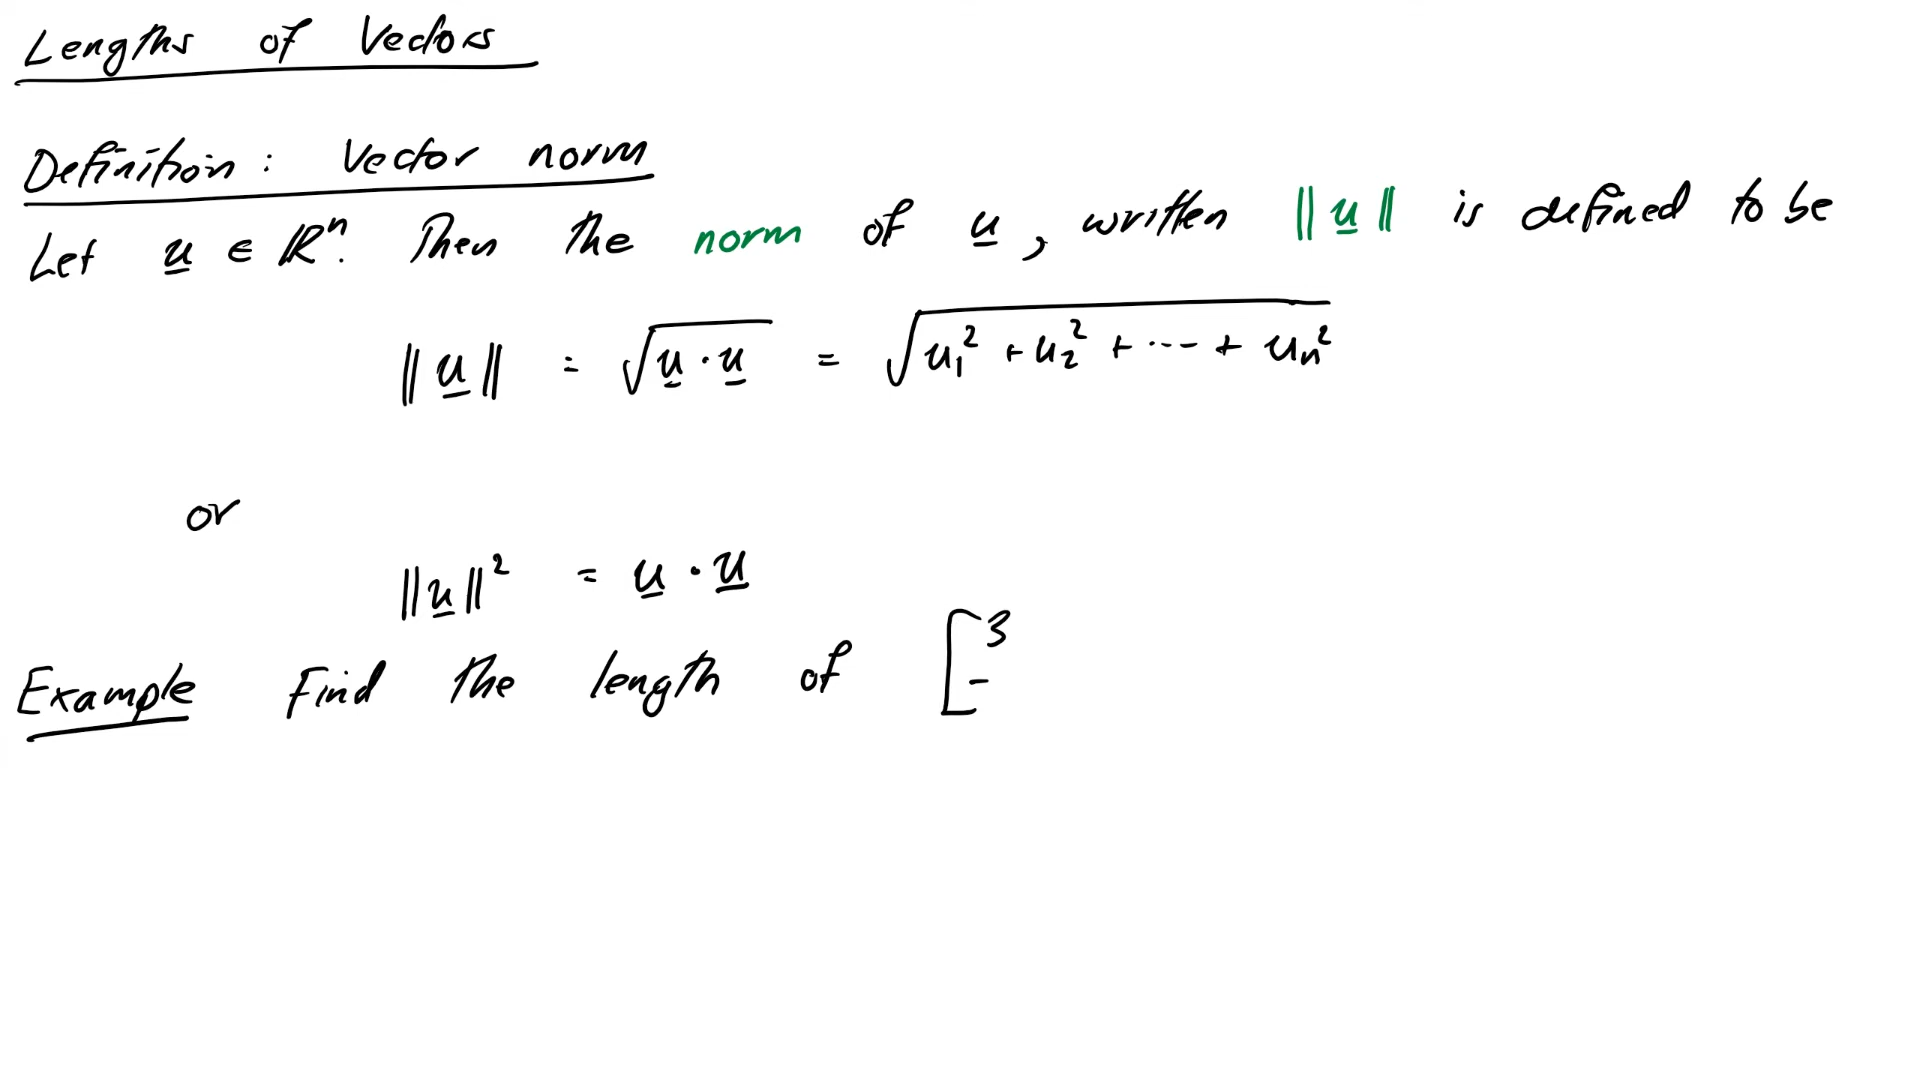 Lengths of Vectors
Definition: Vector norm
Let u ∈ ℝⁿ. Then the norm of u, written ‖u‖ is defined to be
‖u‖ = √(u · u) = √(u₁² + u₂² + ⋯ + uₙ²)
or
‖u‖² = u · u
Example Find the length of [3
-